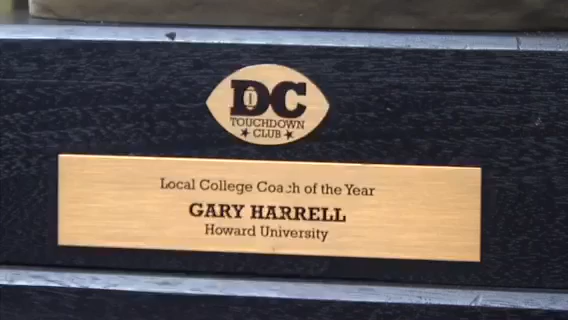 DC
TOUCHDOWN
★ CLUB ★
Local College Coach of the Year
GARY HARRELL
Howard University